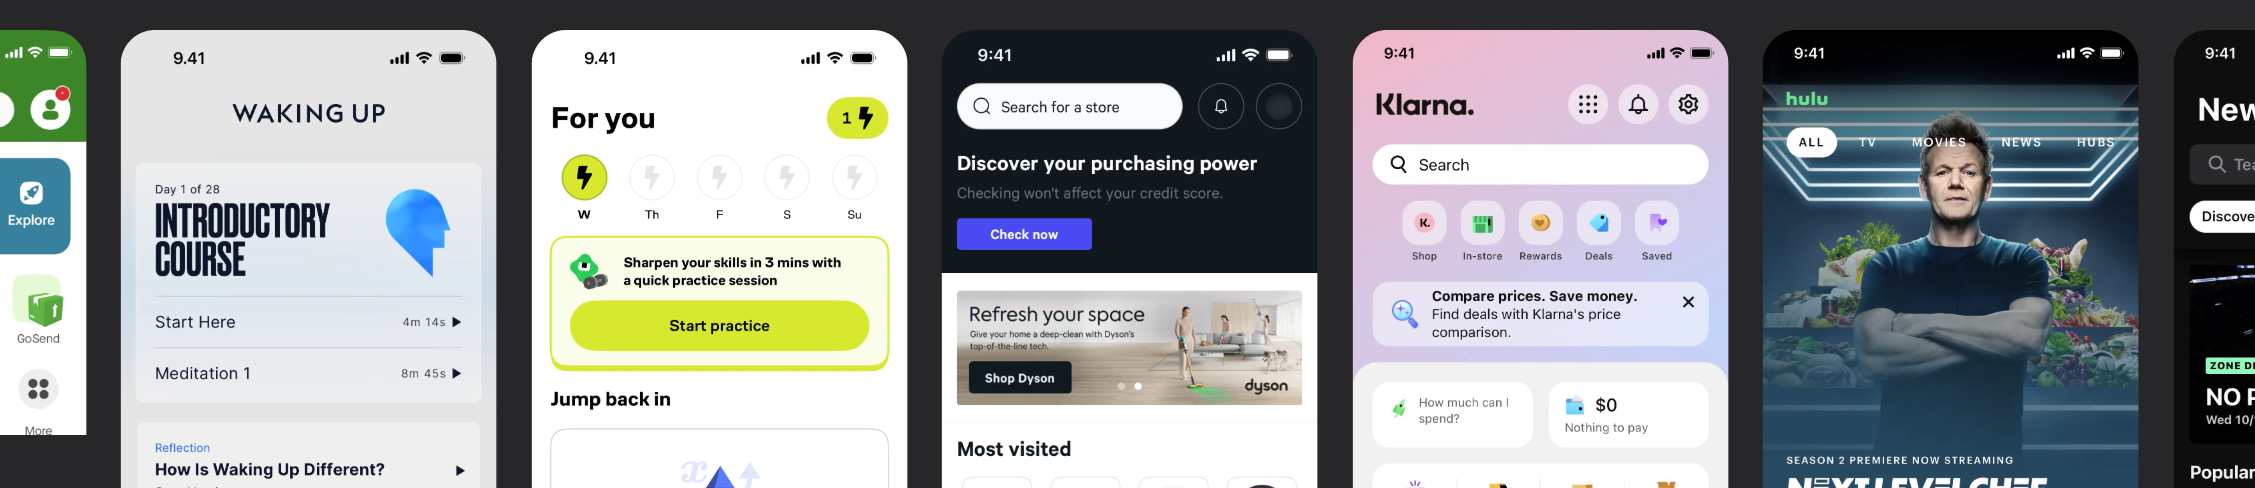 Explore
GoSend
More
9.41
WAKING UP
Day 1 of 28
INTRODUCTORY
COURSE
Start Here
4m 14s
Meditation 1
8m 45s
Reflection
How Is Waking Up Different?
9.41
For you
1
W
Th
F
S
Su
Sharpen your skills in 3 mins with
a quick practice session
Start practice
Jump back in
x
9:41
Search for a store
Discover your purchasing power
Checking won't affect your credit score.
Check now
Refresh your space
Give your home a deep-clean with Dyson's
top-of-the-line tech.
Shop Dyson
dyson
Most visited
9:41
Klarna.
Search
K.
Shop
In-store
Rewards
Deals
Saved
Compare prices. Save money.
Find deals with Klarna's price
comparison.
How much can I
spend?
$0
Nothing to pay
9:41
hulu
ALL
TV
MOVIES
NEWS
HUBS
SEASON 2 PREMIERE NOW STREAMING
NEXT LEVEL CHEF
9:41
New
Tea
Discove
ZONE DE
NO
Wed 10/
Popular